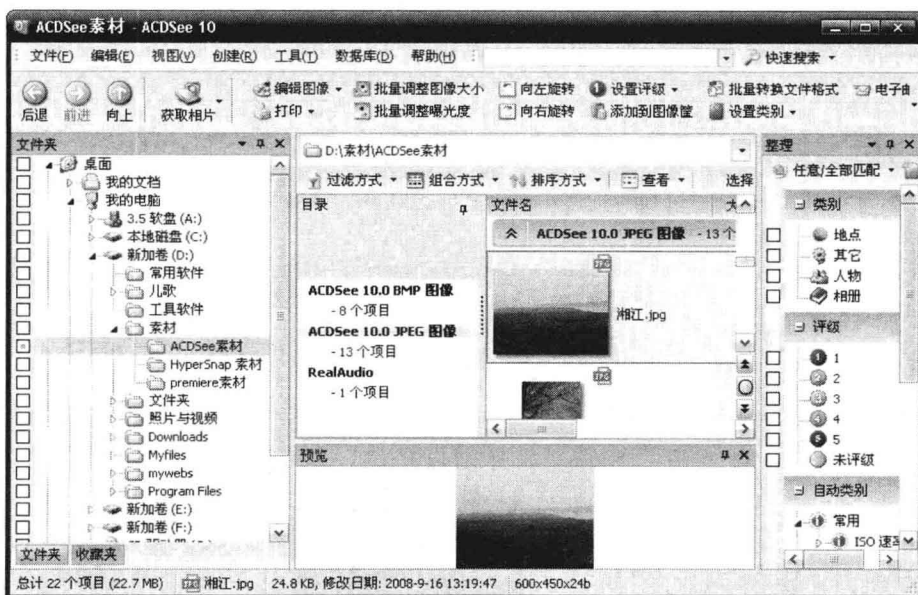 ACDSee素材 - ACDSee 10
文件(F) 编辑(E) 视图(V) 创建(R) 工具(T) 数据库(D) 帮助(H) 快速搜索
编辑图像 批量调整图像大小 向左旋转 设置评级 批量转换文件格式 电子邮
后退 前进 向上 获取相片 打印 批量调整曝光度 向右旋转 添加到图像筐 设置类别
文件夹
桌面
我的文档
我的电脑
3.5 软盘 (A:)
本地磁盘 (C:)
新加卷 (D:)
常用软件
儿歌
工具软件
素材
ACDSee素材
HyperSnap 素材
premiere素材
文件夹
照片与视频
Downloads
Myfiles
mywebs
Program Files
新加卷 (E:)
新加卷 (F:)
文件夹 收藏夹
D:\素材\ACDSee素材
过滤方式 组合方式 排序方式 查看 选择
目录
ACDSee 10.0 BMP 图像
- 8 个项目
ACDSee 10.0 JPEG 图像
- 13 个项目
RealAudio
- 1 个项目
文件名 大
ACDSee 10.0 JPEG 图像 - 13 个
JPG
湘江.jpg
JPG
预览
整理
任意/全部匹配
类别
地点
其它
人物
相册
评级
1
2
3
4
5
未评级
自动类别
常用
ISO 速率
总计 22 个项目 (22.7 MB) 湘江.jpg 24.8 KB, 修改日期: 2008-9-16 13:19:47 600x450x24b